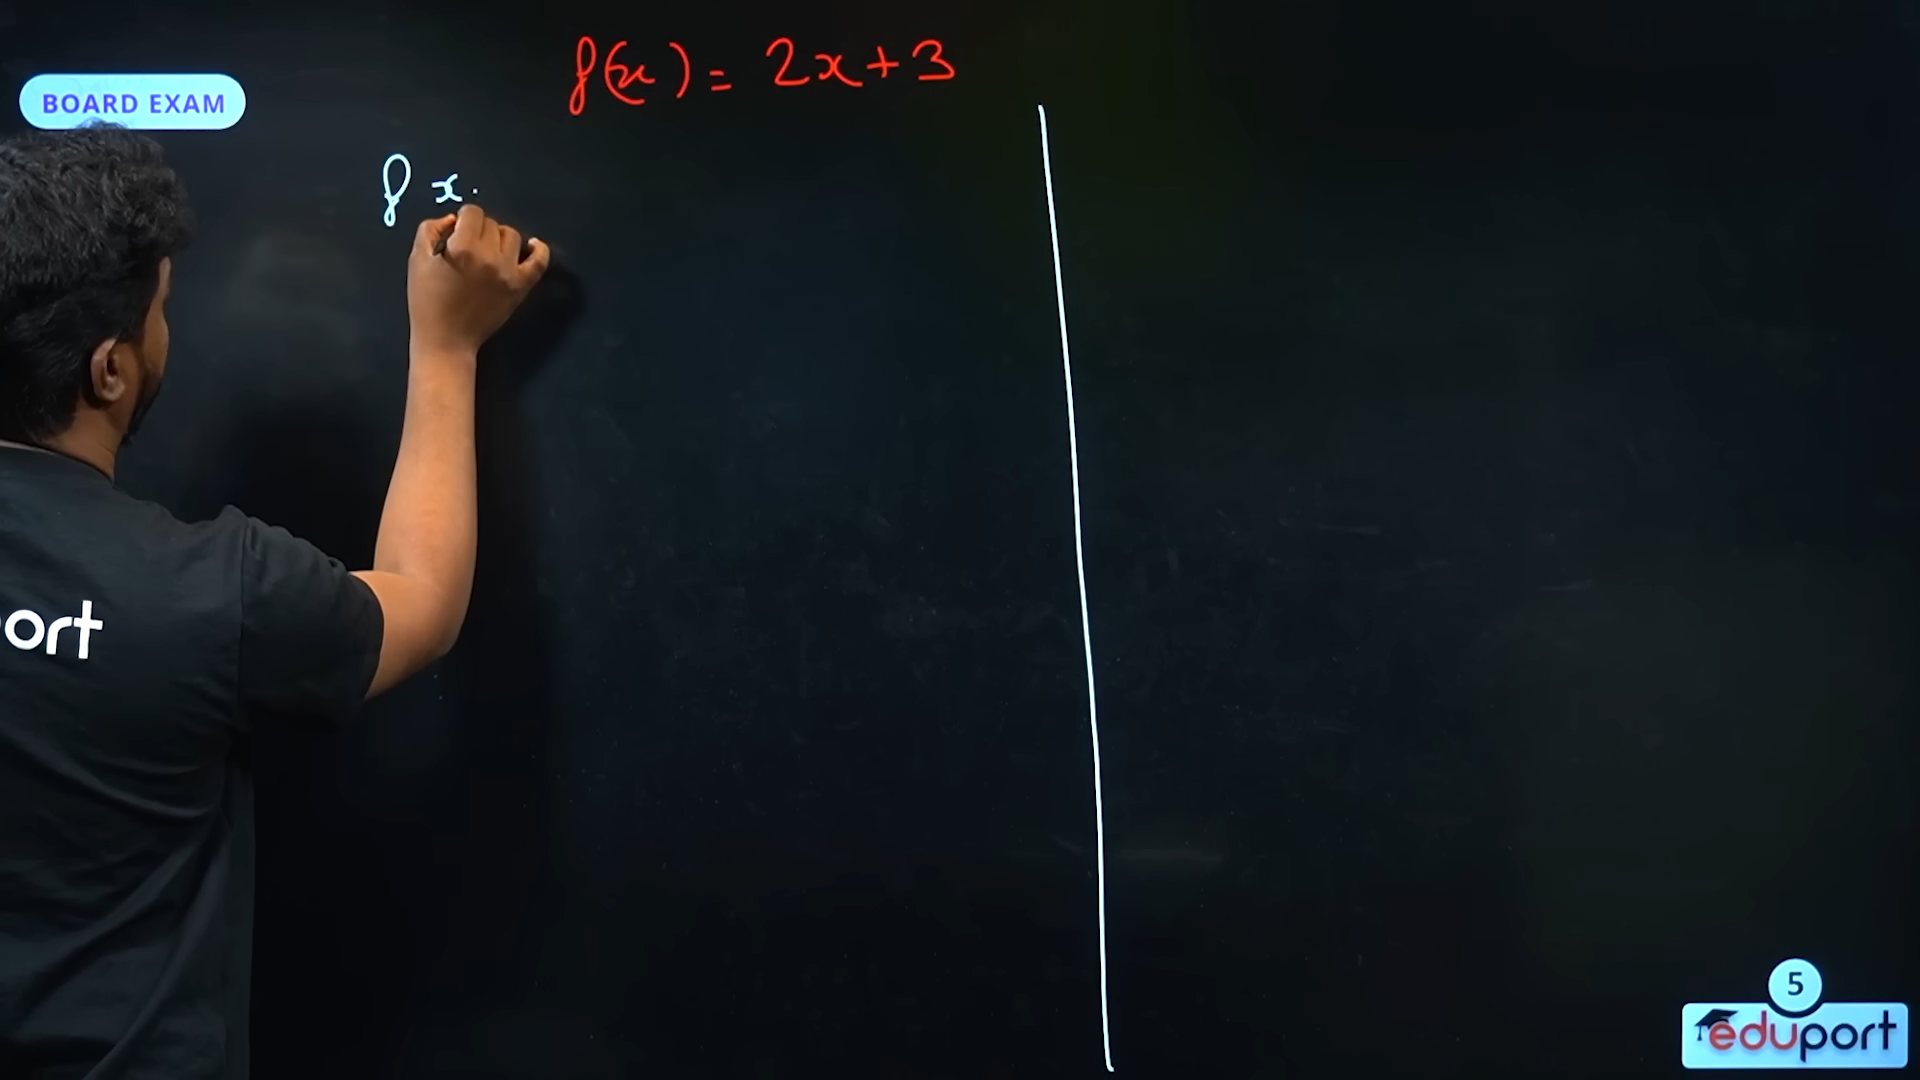 f(x) = 2x+3
BOARD EXAM
f x
ort
5
eduport